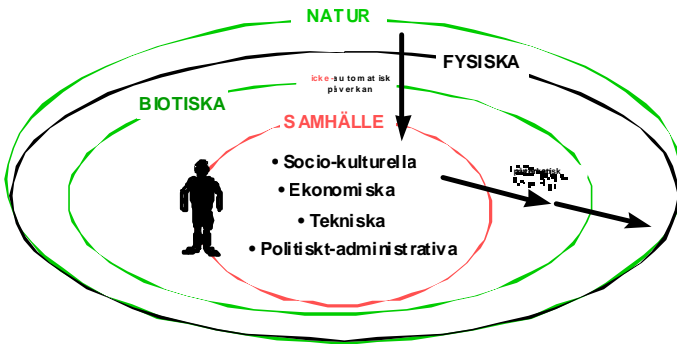 NATUR
FYSISKA
icke-automatisk
påverkan
BIOTISKA
SAMHÄLLE
• Socio-kulturella
• Ekonomiska
• Tekniska
• Politiskt-administrativa